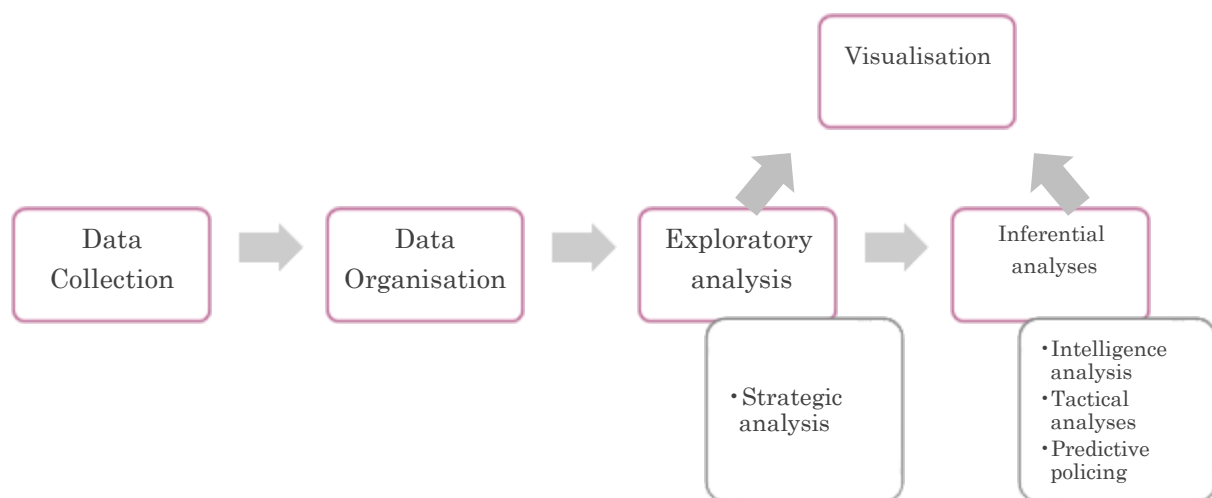 Visualisation
Data
Collection
Data
Organisation
Exploratory
analysis
Inferential
analyses
•Strategic
analysis
•Intelligence
analysis
•Tactical
analyses
•Predictive
policing